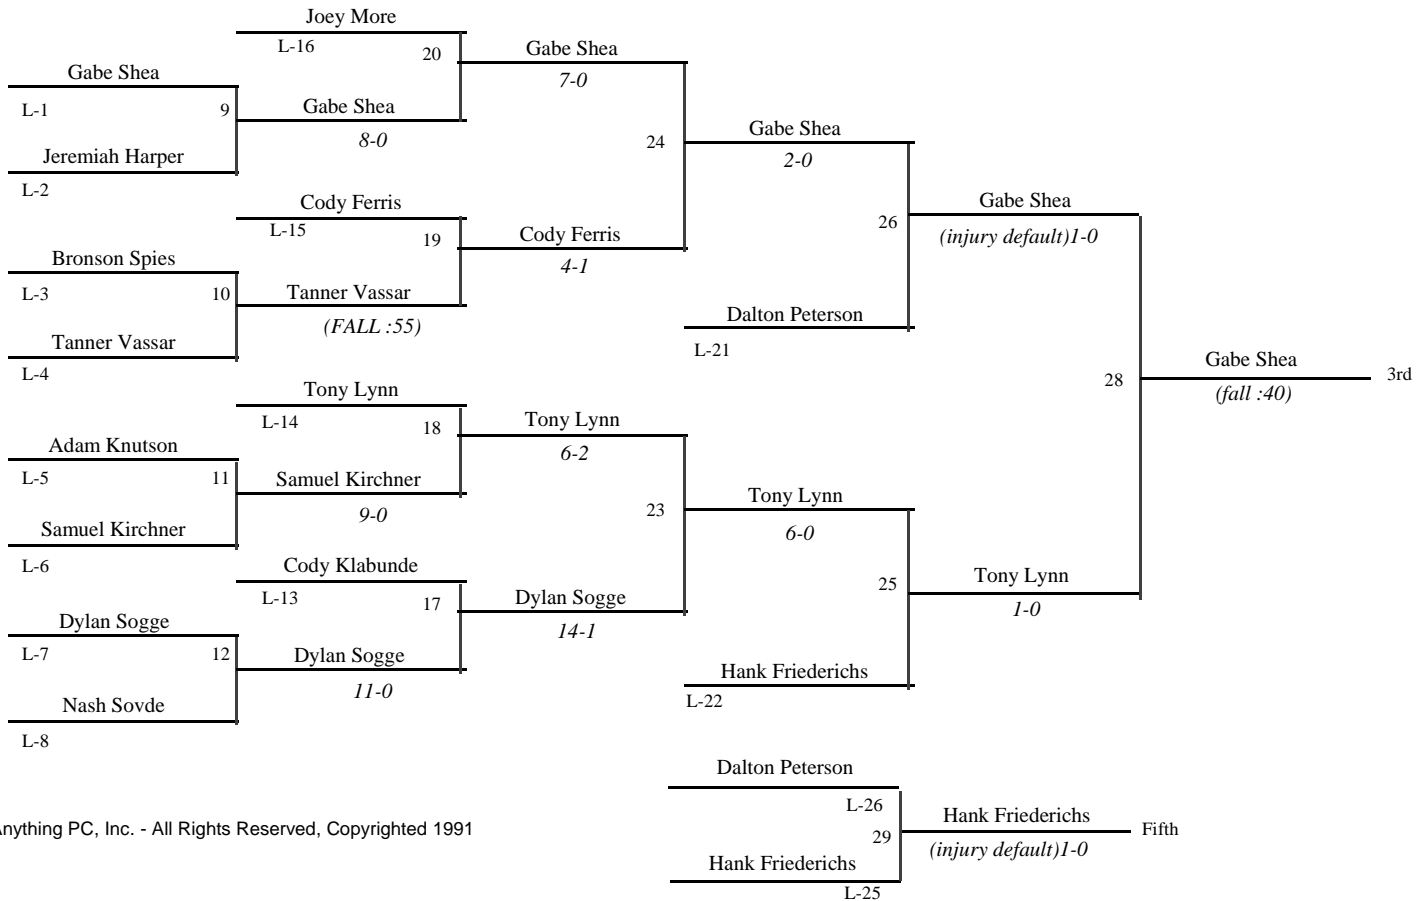 Joey More
L-16
20
Gabe Shea
7-0
Gabe Shea
L-1
9
Gabe Shea
8-0
Jeremiah Harper
L-2
24
Gabe Shea
2-0
Cody Ferris
L-15
19
Cody Ferris
4-1
Bronson Spies
L-3
10
Tanner Vassar
(FALL :55)
Tanner Vassar
L-4
26
Gabe Shea
(injury default)1-0
Dalton Peterson
L-21
28
Gabe Shea
(fall :40)
3rd
Tony Lynn
L-14
18
Tony Lynn
6-2
Adam Knutson
L-5
11
Samuel Kirchner
9-0
Samuel Kirchner
L-6
23
Tony Lynn
6-0
Cody Klabunde
L-13
17
Dylan Sogge
14-1
Dylan Sogge
L-7
12
Dylan Sogge
11-0
Nash Sovde
L-8
25
Tony Lynn
1-0
Hank Friederichs
L-22
Dalton Peterson
L-26
29
Hank Friederichs
(injury default)1-0
Fifth
Hank Friederichs
L-25
nything PC, Inc. - All Rights Reserved, Copyrighted 1991